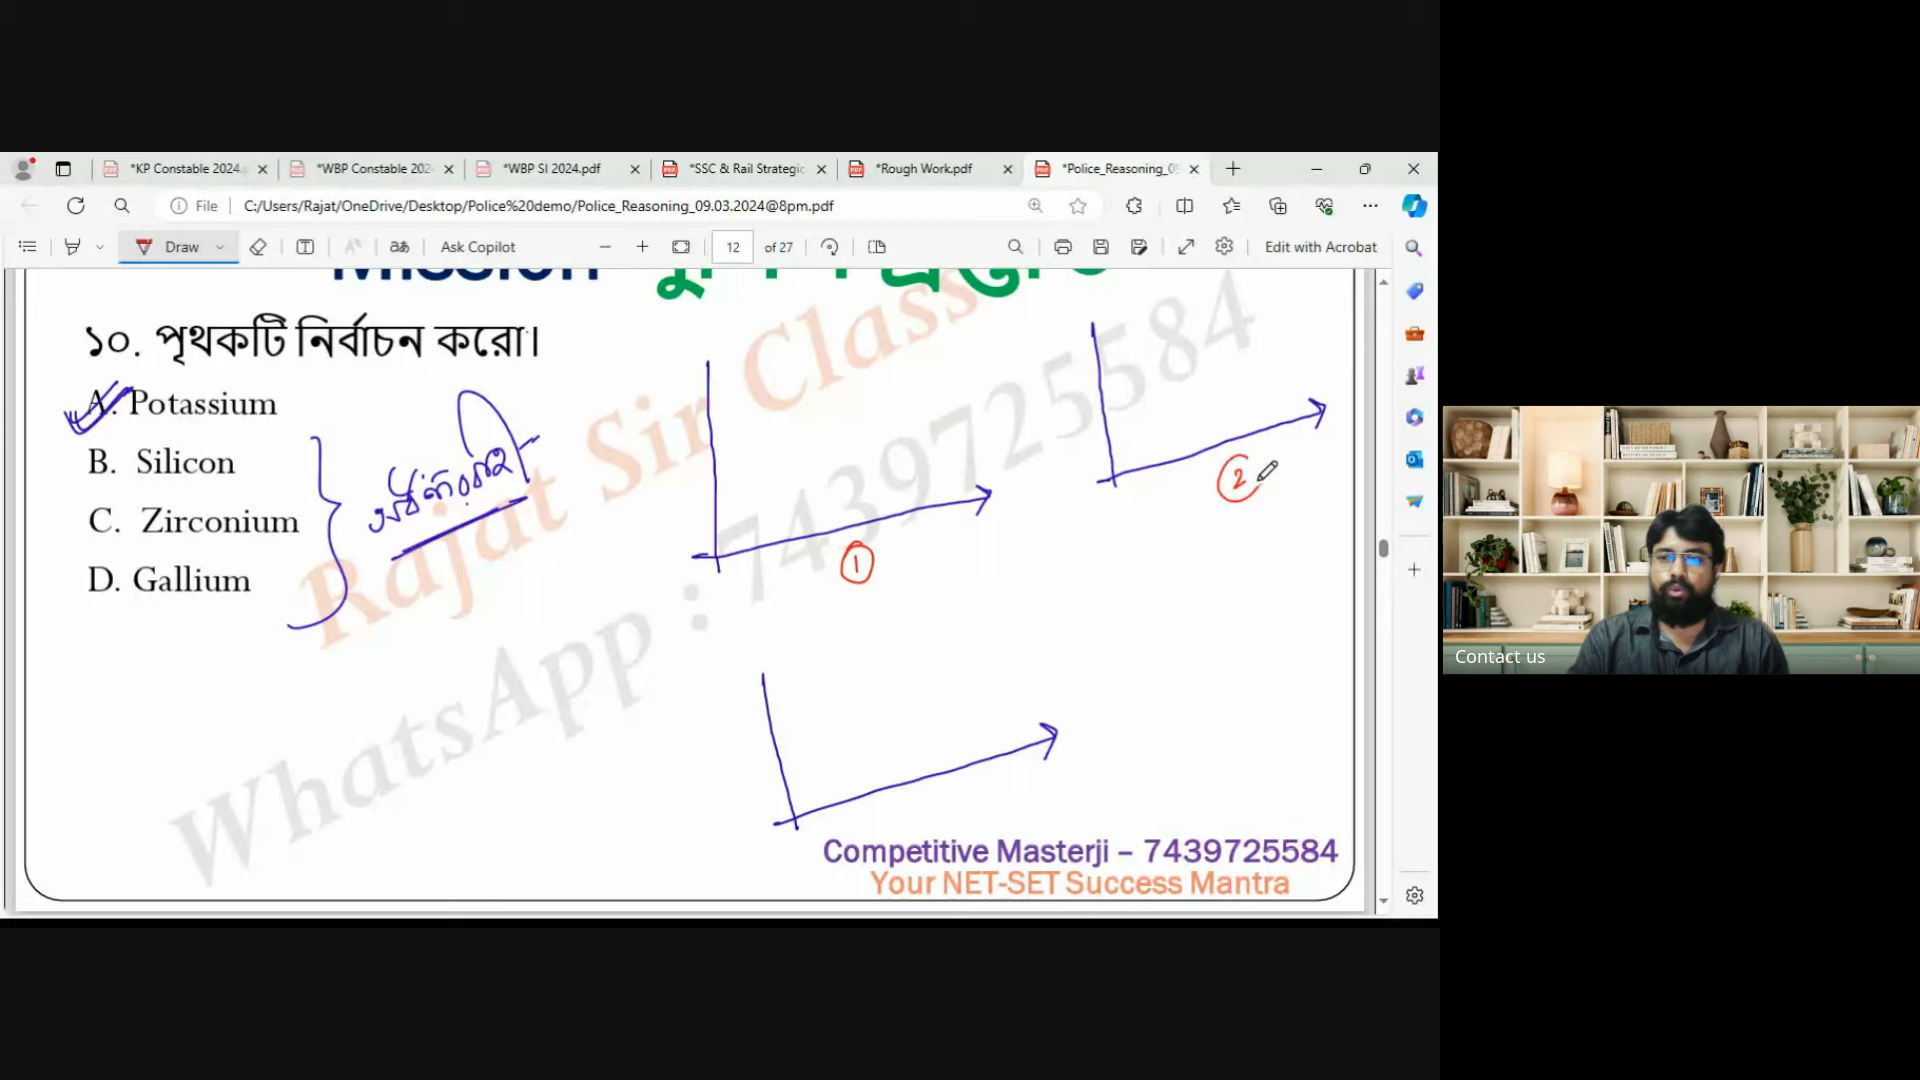 *KP Constable 2024.p
*WBP Constable 202
*WBP SI 2024.pdf
*SSC & Rail Strategic
*Rough Work.pdf
*Police_Reasoning_09
File
C:/Users/Rajat/OneDrive/Desktop/Police%20demo/Police_Reasoning_09.03.2024@8pm.pdf
Draw
Ask Copilot
12 of 27
Edit with Acrobat
Mission
১০. পৃথকটি নির্বাচন করো।
A. Potassium
B. Silicon
C. Zirconium
D. Gallium
1
2
Rajat Sir Class
WhatsApp : 7439725584
Competitive Masterji – 7439725584
Your NET-SET Success Mantra
Contact us